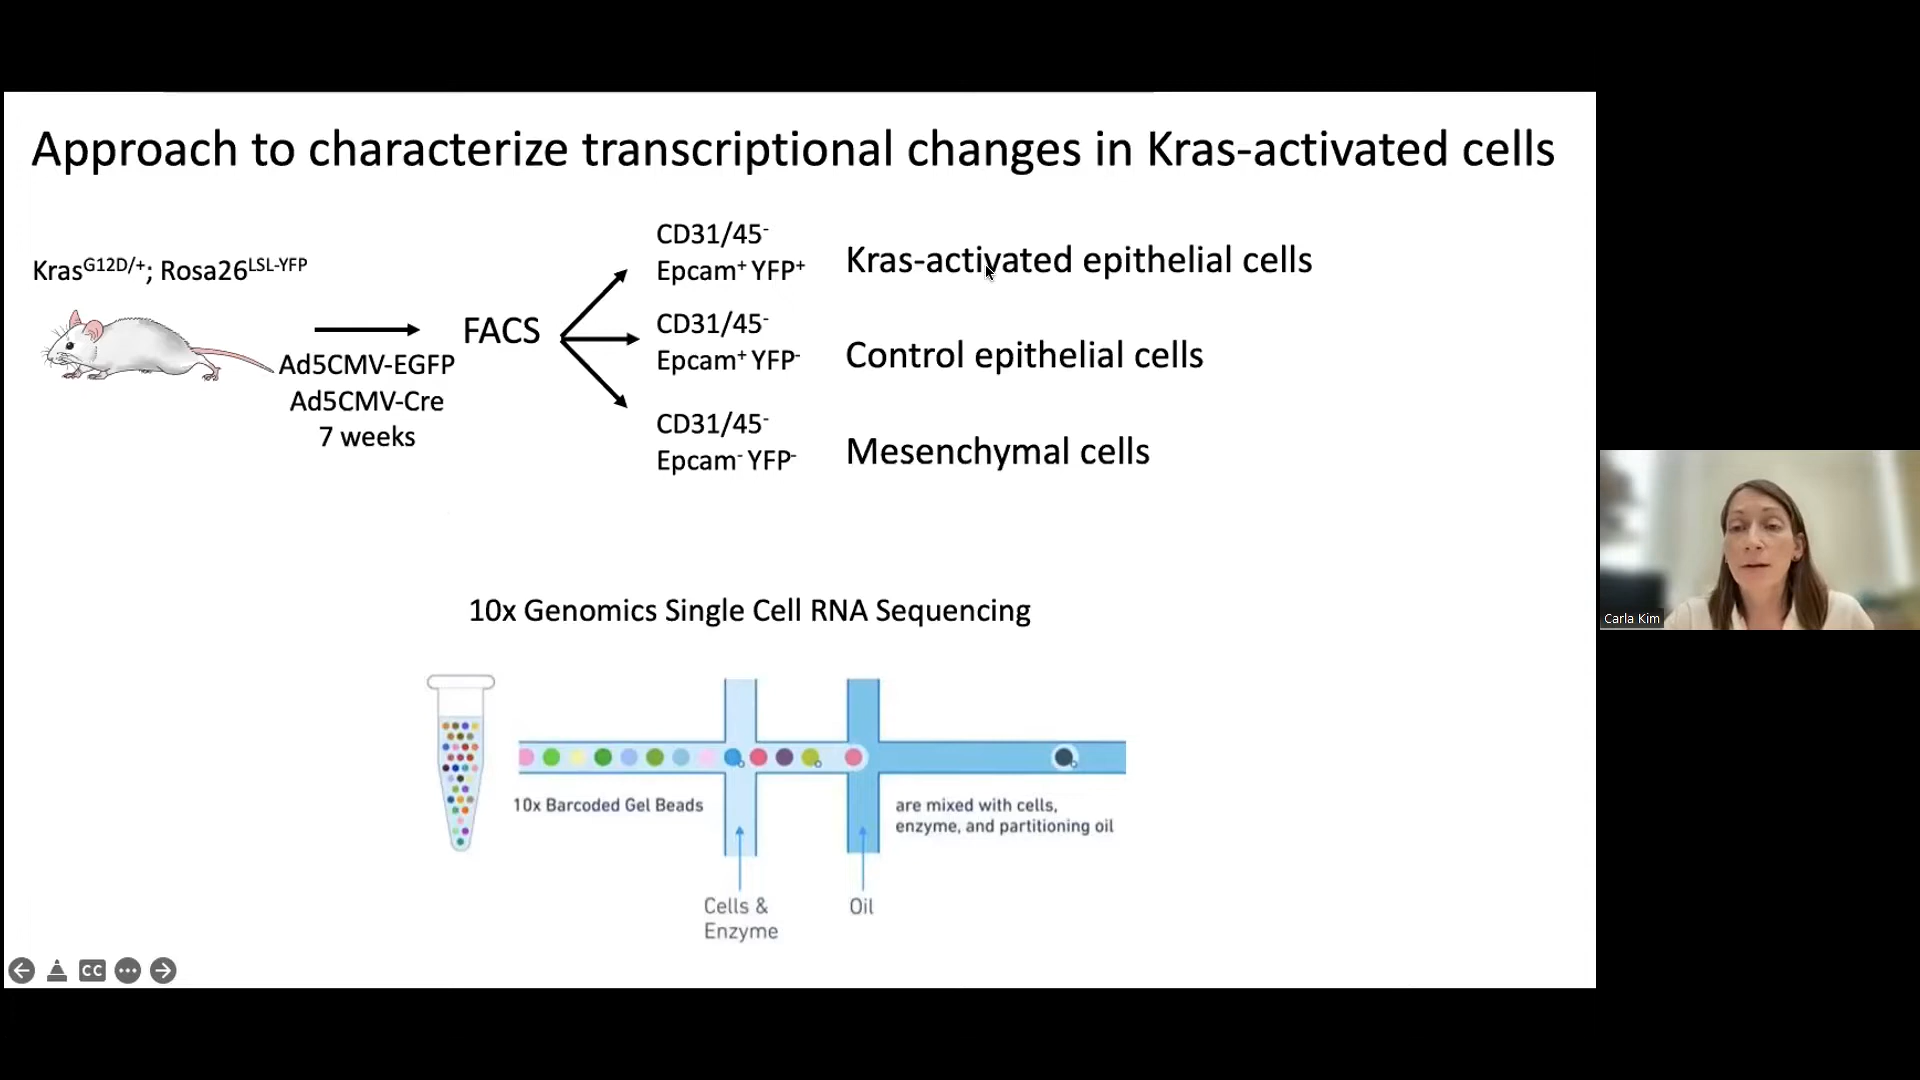 Approach to characterize transcriptional changes in Kras-activated cells
Kras^G12D/+; Rosa26^LSL-YFP
Ad5CMV-EGFP
Ad5CMV-Cre
7 weeks
FACS
CD31/45⁻
Epcam⁺ YFP⁺
Kras-activated epithelial cells
CD31/45⁻
Epcam⁺ YFP⁻
Control epithelial cells
CD31/45⁻
Epcam⁻ YFP⁻
Mesenchymal cells
10x Genomics Single Cell RNA Sequencing
10x Barcoded Gel Beads
are mixed with cells,
enzyme, and partitioning oil
Cells &
Enzyme
Oil
CC
Carla Kim